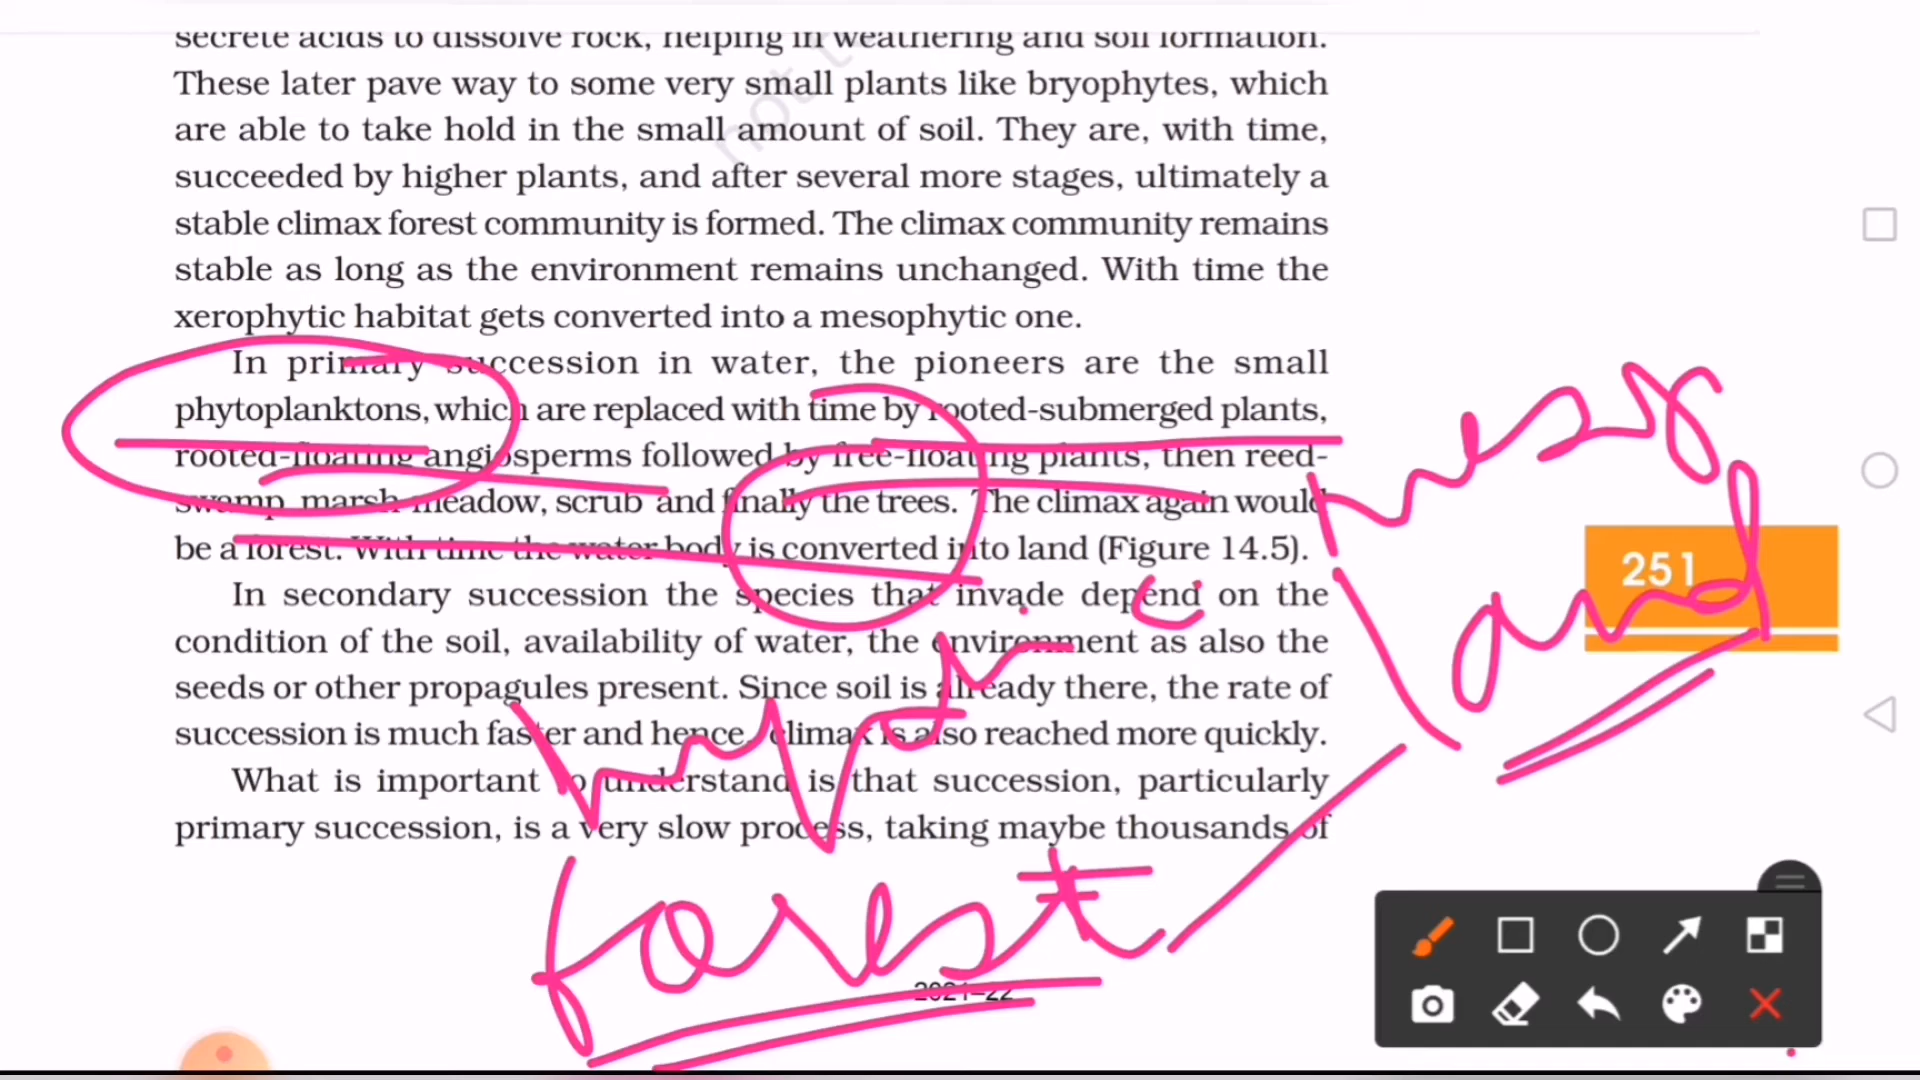 secrete acids to dissolve rock, helping in weathering and soil formation.
These later pave way to some very small plants like bryophytes, which
are able to take hold in the small amount of soil. They are, with time,
succeeded by higher plants, and after several more stages, ultimately a
stable climax forest community is formed. The climax community remains
stable as long as the environment remains unchanged. With time the
xerophytic habitat gets converted into a mesophytic one.
In primary succession in water, the pioneers are the small
phytoplanktons, which are replaced with time by rooted-submerged plants,
rooted-floating angiosperms followed by free-floating plants, then reed-
swamp, marsh-meadow, scrub and finally the trees. The climax again would
be a forest. With time the water body is converted into land (Figure 14.5).
In secondary succession the species that invade depend on the
condition of the soil, availability of water, the environment as also the
seeds or other propagules present. Since soil is already there, the rate of
succession is much faster and hence, climax is also reached more quickly.
What is important to understand is that succession, particularly
primary succession, is a very slow process, taking maybe thousands of
251
land
forest
2021–22
not t